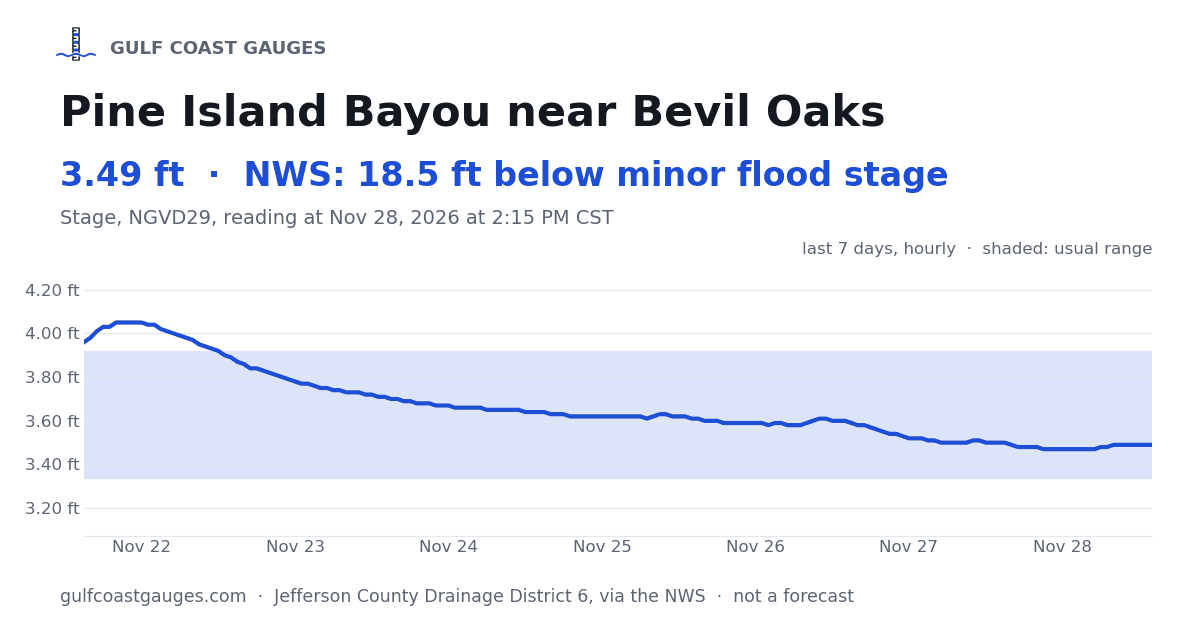 GULF COAST GAUGES
Pine Island Bayou near Bevil Oaks
3.49 ft · NWS: 18.5 ft below minor flood stage
Stage, NGVD29, reading at Nov 28, 2026 at 2:15 PM CST
last 7 days, hourly · shaded: usual range
4.20 ft
4.00 ft
3.80 ft
3.60 ft
3.40 ft
3.20 ft
Nov 22 Nov 23 Nov 24 Nov 25 Nov 26 Nov 27 Nov 28
gulfcoastgauges.com · Jefferson County Drainage District 6, via the NWS · not a forecast